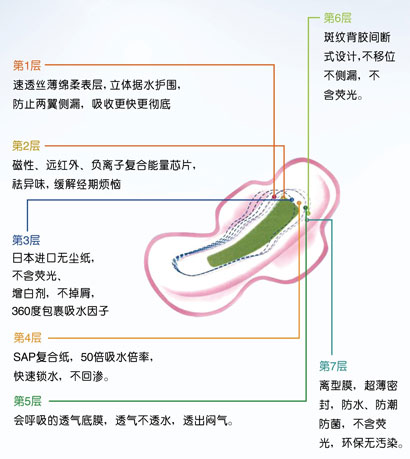 第6层
斑纹背胶间断
式设计,不移位
不侧漏，不
含荧光。
第1层
速透丝薄绵柔表层,立体据水护围,
防止两翼侧漏，吸收更快更彻底
第2层
磁性、远红外、负离子复合能量芯片,
祛异味,缓解经期烦恼
第3层
日本进口无尘纸,
不含荧光、
增白剂,不掉屑,
360度包裹吸水因子
第4层
SAP复合纸,50倍吸水倍率,
快速锁水,不回渗。
第5层
会呼吸的透气底膜,透气不透水,透出闷气。
第7层
离型膜，超薄密
封，防水、防潮
防菌，不含荧
光，环保无污染。